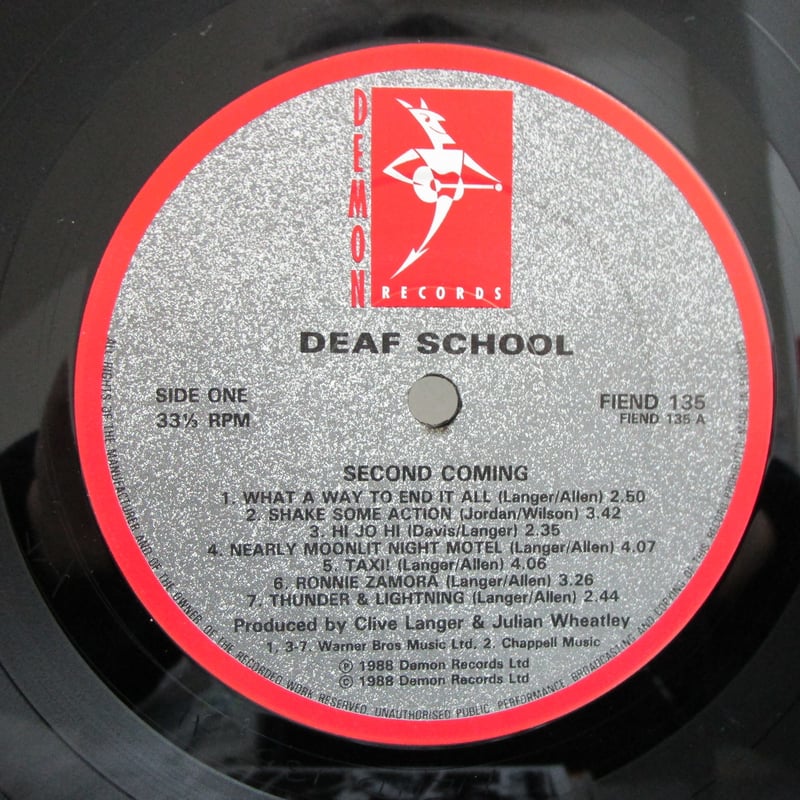 DEMON
RECORDS
DEAF SCHOOL
SIDE ONE
33⅓ RPM
FIEND 135
FIEND 135 A
SECOND COMING
1. WHAT A WAY TO END IT ALL (Langer/Allen) 2.50
2. SHAKE SOME ACTION (Jordan/Wilson) 3.42
3. HI JO HI (Davis/Langer) 2.35
4. NEARLY MOONLIT NIGHT MOTEL (Langer/Allen) 4.07
5. TAXI! (Langer/Allen) 4.06
6. RONNIE ZAMORA (Langer/Allen) 3.26
7. THUNDER & LIGHTNING (Langer/Allen) 2.44
Produced by Clive Langer & Julian Wheatley
1, 3-7. Warner Bros Music Ltd. 2. Chappell Music
Ⓟ 1988 Demon Records Ltd
© 1988 Demon Records Ltd
ALL RIGHTS OF THE MANUFACTURER AND OF THE OWNER OF THE RECORDED WORK RESERVED. UNAUTHORISED PUBLIC PERFORMANCE, BROADCASTING AND COPYING OF THIS RECORD